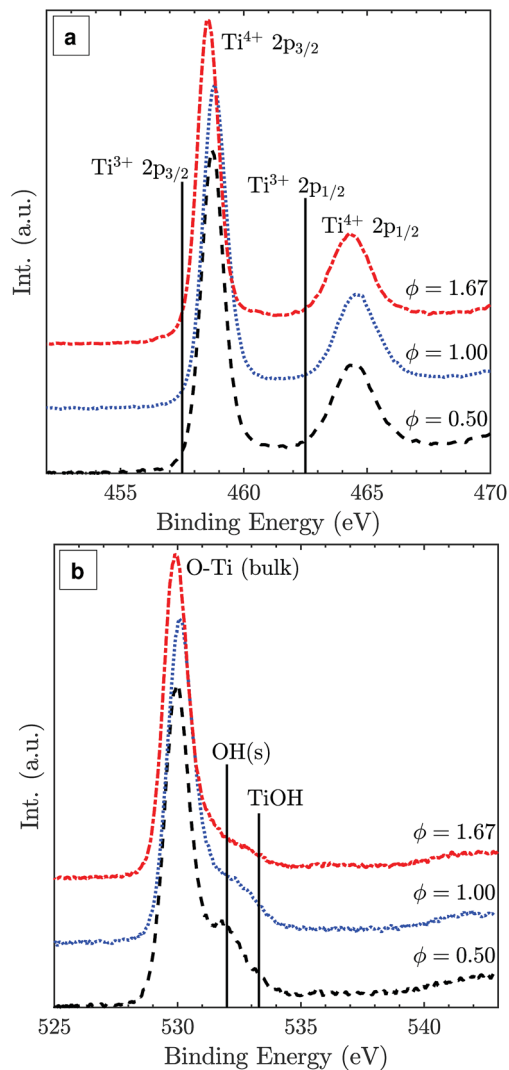 a
Ti⁴⁺ 2p₃/₂
Ti³⁺ 2p₃/₂
Ti³⁺ 2p₁/₂
Ti⁴⁺ 2p₁/₂
ϕ = 1.67
ϕ = 1.00
ϕ = 0.50
Int. (a.u.)
455 460 465 470
Binding Energy (eV)
b
O-Ti (bulk)
OH(s)
TiOH
ϕ = 1.67
ϕ = 1.00
ϕ = 0.50
Int. (a.u.)
525 530 535 540
Binding Energy (eV)